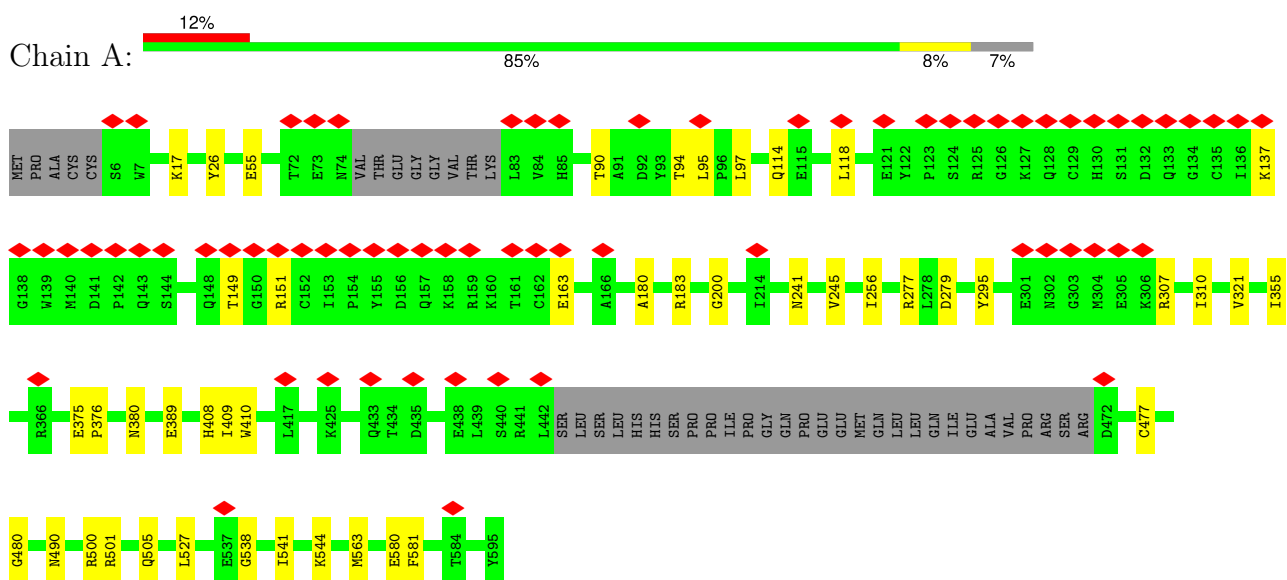 12%
Chain A:
85% 8% 7%
MET PRO ALA CYS CYS S6 W7 K17 Y26 E55 T72 E73 N74 VAL THR GLU GLY GLY VAL THR LYS L83 V84 H85 T90 A91 D92 Y93 T94 L95 P96 L97 Q114 E115 L118 E121 Y122 P123 S124 R125 G126 K127 Q128 C129 H130 S131 D132 Q133 G134 C135 I136 K137
G138 W139 M140 D141 P142 Q143 S144 Q148 T149 G150 R151 C152 I153 P154 Y155 D156 Q157 K158 R159 K160 T161 C162 E163 A166 A180 R183 G200 I214 N241 V245 I256 R277 L278 D279 Y295 E301 N302 G303 M304 E305 K306 R307 I310 V321 I355
R366 E375 P376 N380 E389 H408 I409 W410 L417 K425 Q433 T434 D435 E438 L439 S440 R441 L442 SER LEU SER LEU HIS HIS SER PRO PRO ILE PRO GLY GLN PRO GLU GLU MET GLN LEU LEU GLN ILE GLU ALA VAL PRO ARG SER ARG D472 C477
G480 N490 R500 R501 Q505 L527 E537 G538 I541 K544 M563 E580 F581 T584 Y595